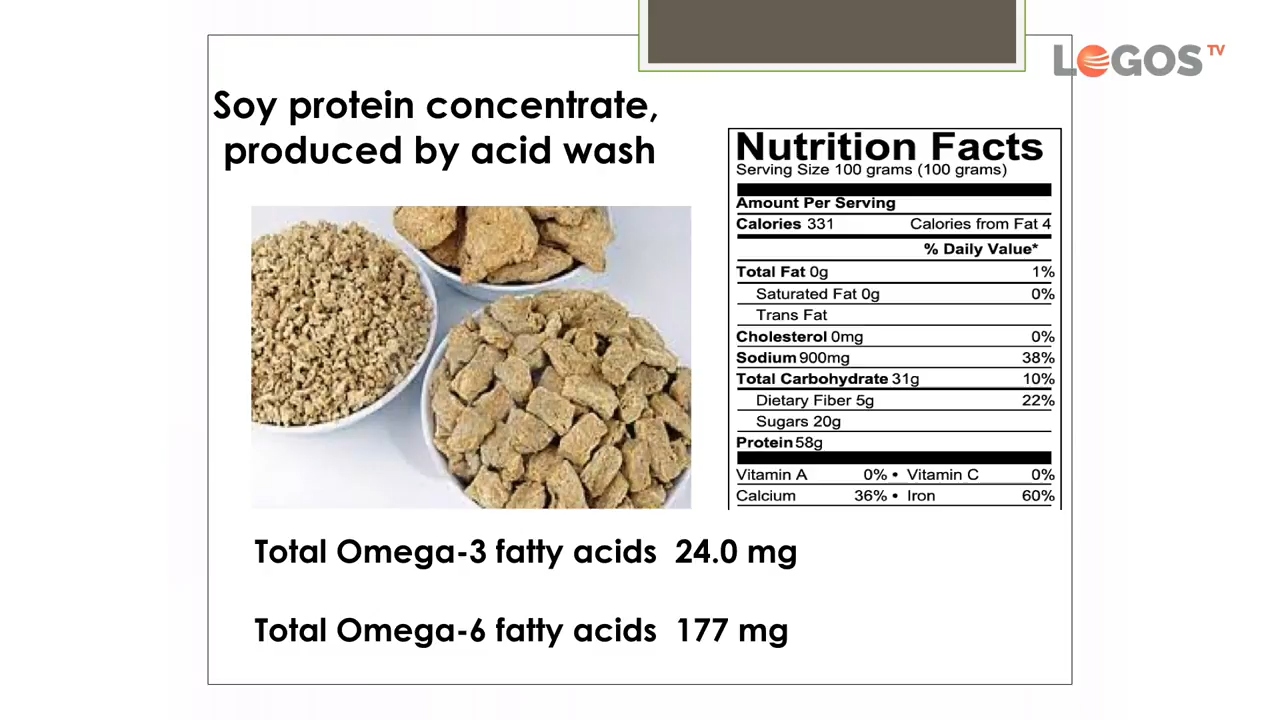 LOGOS TV
Soy protein concentrate,
produced by acid wash
Nutrition Facts
Serving Size 100 grams (100 grams)
Amount Per Serving
Calories 331 Calories from Fat 4
% Daily Value*
Total Fat 0g 1%
Saturated Fat 0g 0%
Trans Fat
Cholesterol 0mg 0%
Sodium 900mg 38%
Total Carbohydrate 31g 10%
Dietary Fiber 5g 22%
Sugars 20g
Protein 58g
Vitamin A 0% • Vitamin C 0%
Calcium 36% • Iron 60%
Total Omega-3 fatty acids 24.0 mg
Total Omega-6 fatty acids 177 mg